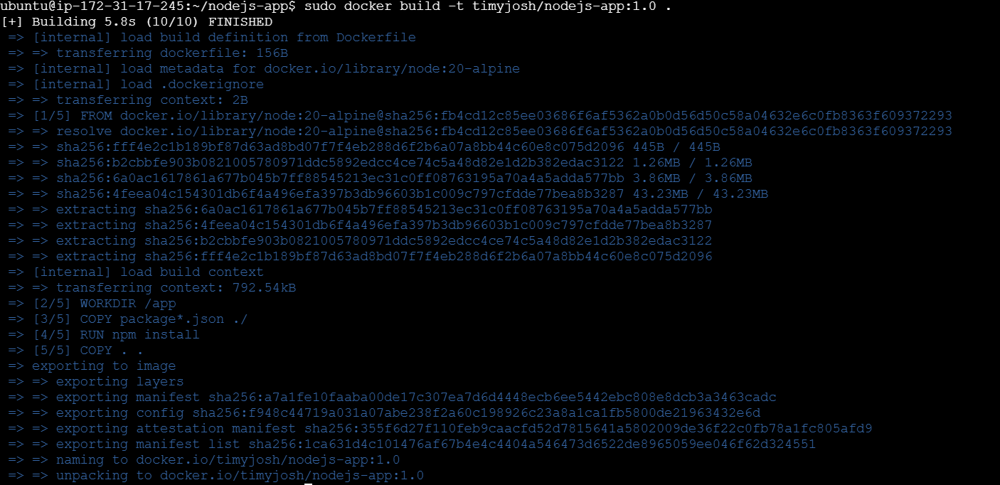 ubuntu@ip-172-31-17-245:~/nodejs-app$ sudo docker build -t timyjosh/nodejs-app:1.0 .
[+] Building 5.8s (10/10) FINISHED
=> [internal] load build definition from Dockerfile
=> => transferring dockerfile: 156B
=> [internal] load metadata for docker.io/library/node:20-alpine
=> [internal] load .dockerignore
=> => transferring context: 2B
=> [1/5] FROM docker.io/library/node:20-alpine@sha256:fb4cd12c85ee03686f6af5362a0b0d56d50c58a04632e6c0fb8363f609372293
=> => resolve docker.io/library/node:20-alpine@sha256:fb4cd12c85ee03686f6af5362a0b0d56d50c58a04632e6c0fb8363f609372293
=> => sha256:fff4e2c1b189bf87d63ad8bd07f7f4eb288d6f2b6a07a8bb44c60e8c075d2096 445B / 445B
=> => sha256:b2cbbfe903b0821005780971ddc5892edcc4ce74c5a48d82e1d2b382edac3122 1.26MB / 1.26MB
=> => sha256:6a0ac1617861a677b045b7ff88545213ec31c0ff08763195a70a4a5adda577bb 3.86MB / 3.86MB
=> => sha256:4feea04c154301db6f4a496efa397b3db96603b1c009c797cfdde77bea8b3287 43.23MB / 43.23MB
=> => extracting sha256:6a0ac1617861a677b045b7ff88545213ec31c0ff08763195a70a4a5adda577bb
=> => extracting sha256:4feea04c154301db6f4a496efa397b3db96603b1c009c797cfdde77bea8b3287
=> => extracting sha256:b2cbbfe903b0821005780971ddc5892edcc4ce74c5a48d82e1d2b382edac3122
=> => extracting sha256:fff4e2c1b189bf87d63ad8bd07f7f4eb288d6f2b6a07a8bb44c60e8c075d2096
=> [internal] load build context
=> => transferring context: 792.54kB
=> [2/5] WORKDIR /app
=> [3/5] COPY package*.json ./
=> [4/5] RUN npm install
=> [5/5] COPY . .
=> exporting to image
=> => exporting layers
=> => exporting manifest sha256:a7a1fe10faaba00de17c307ea7d6d4448ecb6ee5442ebc808e8dcb3a3463cadc
=> => exporting config sha256:f948c44719a031a07abe238f2a60c198926c23a8a1ca1fb5800de21963432e6d
=> => exporting attestation manifest sha256:355f6d27f110feb9caacfd52d7815641a5802009de36f22c0fb78a1fc805afd9
=> => exporting manifest list sha256:1ca631d4c101476af67b4e4c4404a546473d6522de8965059ee046f62d324551
=> => naming to docker.io/timyjosh/nodejs-app:1.0
=> => unpacking to docker.io/timyjosh/nodejs-app:1.0